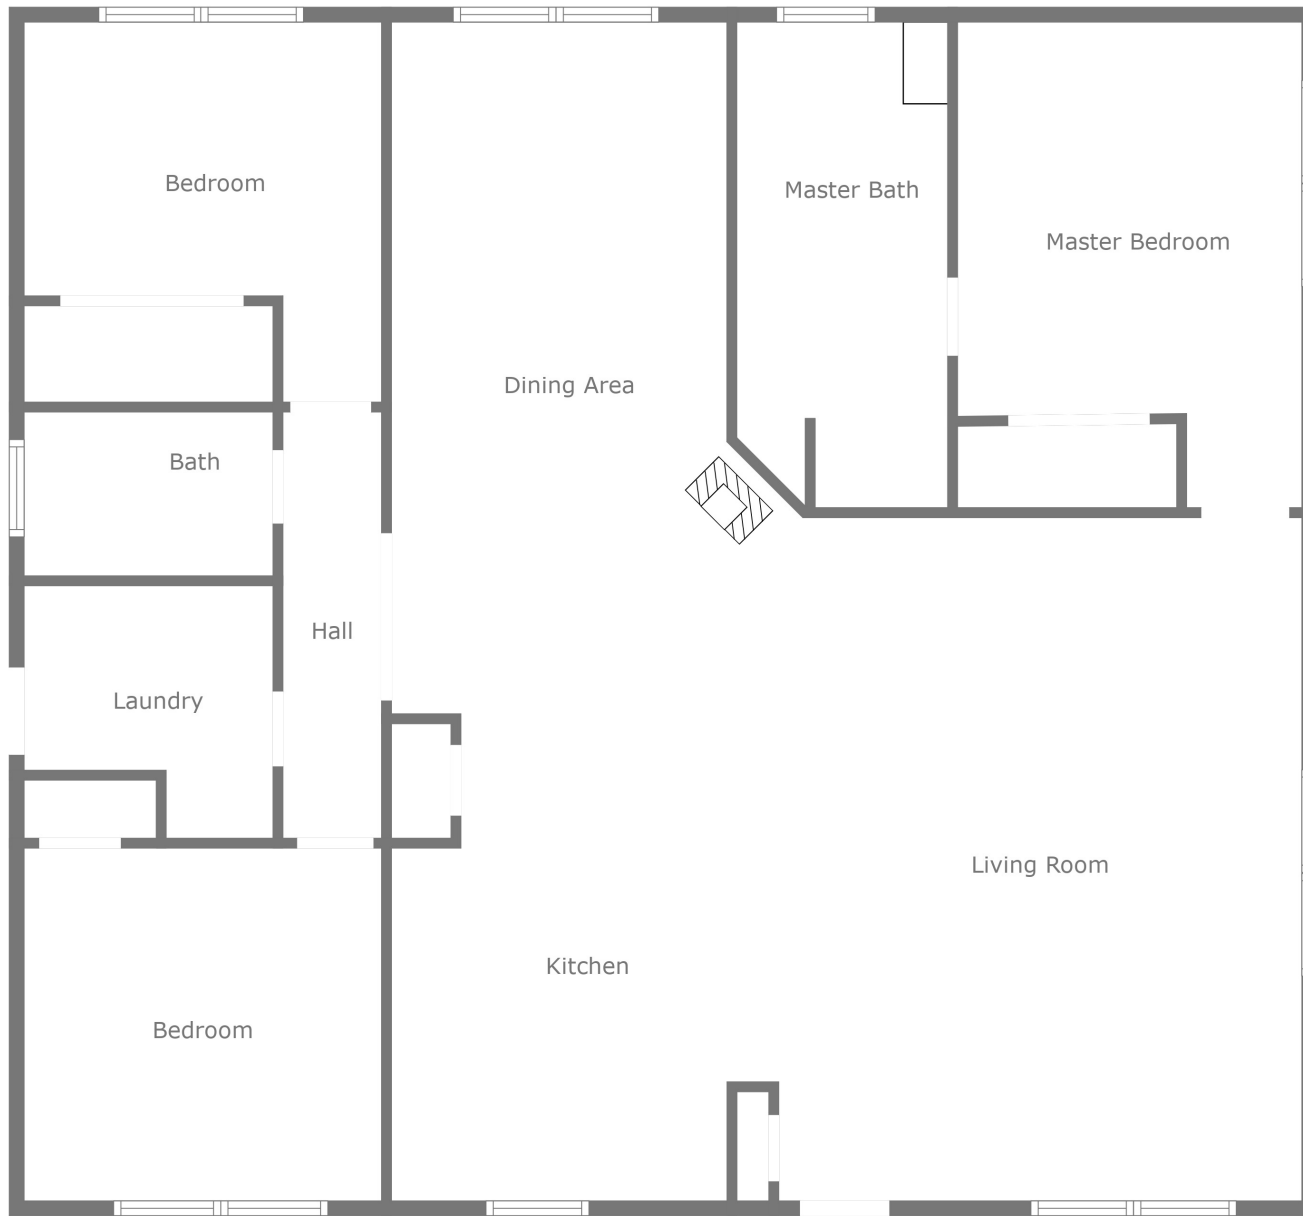 Bedroom
Master Bath
Master Bedroom
Dining Area
Bath
Hall
Laundry
Living Room
Kitchen
Bedroom